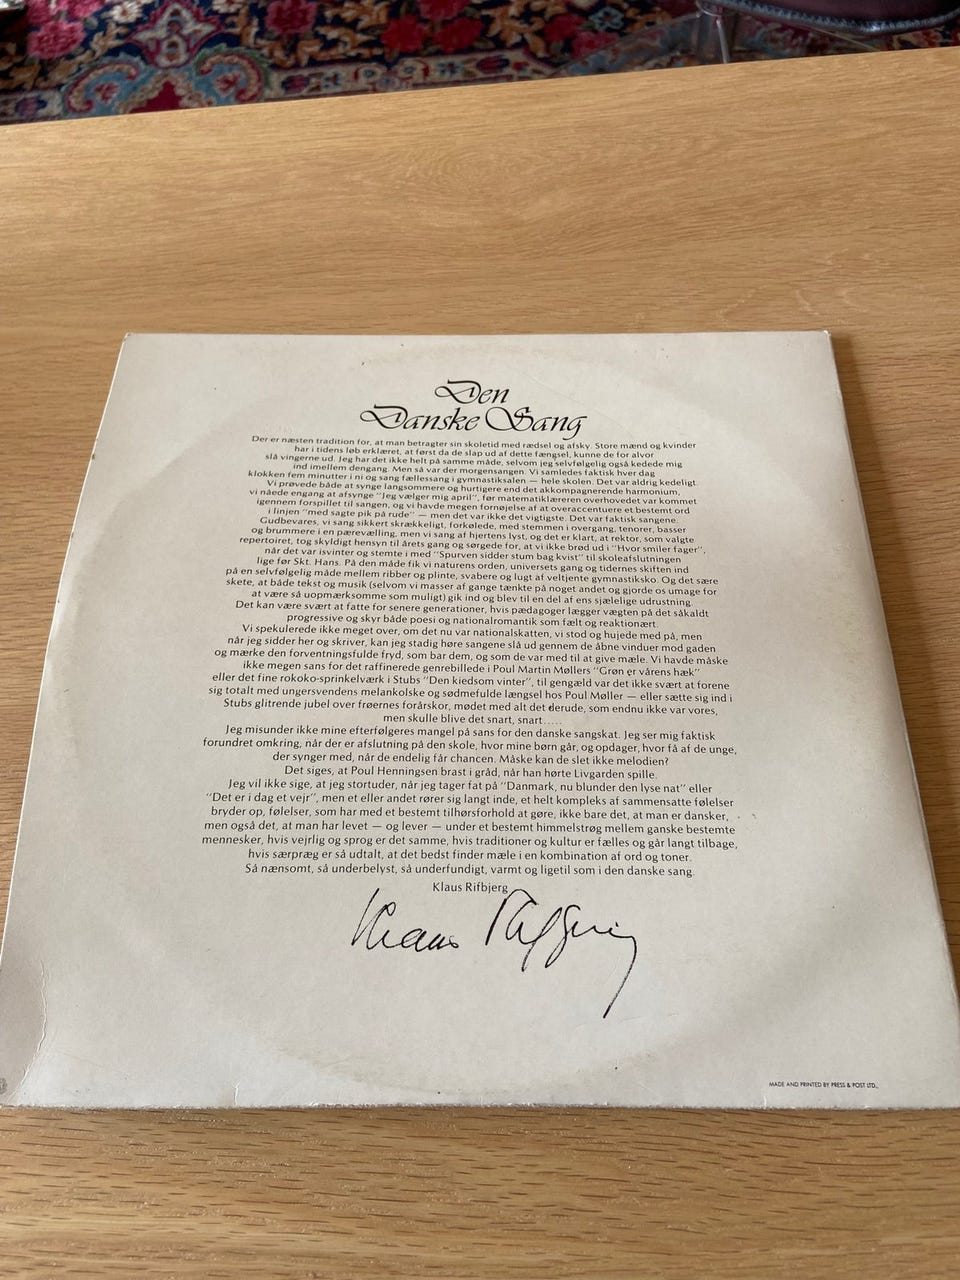 Den
Danske Sang
Der er næsten tradition for, at man betragter sin skoletid med rædsel og afsky. Store mænd og kvinder
har i tidens løb erklæret, at først da de slap ud af dette fængsel, kunne de for alvor
slå vingerne ud. Jeg har det ikke helt på samme måde, selvom jeg selvfølgelig også kedede mig
ind imellem dengang. Men så var der morgensangen. Vi samledes faktisk hver dag
klokken fem minutter i ni og sang fællessang i gymnastiksalen — hele skolen. Det var aldrig kedeligt.
Vi prøvede både at synge langsommere og hurtigere end det akkompagnerende harmonium,
vi nåede engang at afsynge "Jeg vælger mig april", før matematiklæreren overhovedet var kommet
igennem forspillet til sangen, og vi havde megen fornøjelse af at overaccentuere et bestemt ord
i linjen "med sagte pik på rude" — men det var ikke det vigtigste. Det var faktisk sangene.
Gudbevares, vi sang sikkert skrækkeligt, forkølede, med stemmen i overgang, tenorer, basser
og brummere i en pærevælling, men vi sang af hjertens lyst, og det er klart, at rektor, som valgte
repertoiret, tog skyldigt hensyn til årets gang og sørgede for, at vi ikke brød ud i "Hvor smiler fager",
når det var isvinter og stemte i med "Spurven sidder stum bag kvist" til skoleafslutningen
lige før Skt. Hans. På den måde fik vi naturens orden, universets gang og tidernes skiften ind
på en selvfølgelig måde mellem ribber og plinte, svabere og lugt af veltjente gymnastiksko. Og det sære
skete, at både tekst og musik (selvom vi masser af gange tænkte på noget andet og gjorde os umage for
at være så uopmærksomme som muligt) gik ind og blev til en del af ens sjælelige udrustning.
Det kan være svært at fatte for senere generationer, hvis pædagoger lægger vægten på det såkaldt
progressive og skyr både poesi og nationalromantik som fælt og reaktionært.
Vi spekulerede ikke meget over, om det nu var nationalskatten, vi stod og hujede med på, men
når jeg sidder her og skriver, kan jeg stadig høre sangene slå ud gennem de åbne vinduer mod gaden
og mærke den forventningsfulde fryd, som bar dem, og som de var med til at give mæle. Vi havde måske
ikke megen sans for det raffinerede genrebillede i Poul Martin Møllers "Grøn er vårens hæk"
eller det fine rokoko-sprinkelværk i Stubs "Den kiedsom vinter", til gengæld var det ikke svært at forene
sig totalt med ungersvendens melankolske og sødmefulde længsel hos Poul Møller — eller sætte sig ind i
Stubs glitrende jubel over frøernes forårskor, mødet med alt det derude, som endnu ikke var vores,
men skulle blive det snart, snart.....
Jeg misunder ikke mine efterfølgeres mangel på sans for den danske sangskat. Jeg ser mig faktisk
forundret omkring, når der er afslutning på den skole, hvor mine børn går, og opdager, hvor få af de unge,
der synger med, når de endelig får chancen. Måske kan de slet ikke melodien?
Det siges, at Poul Henningsen brast i gråd, når han hørte Livgarden spille.
Jeg vil ikke sige, at jeg stortuder, når jeg tager fat på "Danmark, nu blunder den lyse nat" eller
"Det er i dag et vejr", men et eller andet rører sig langt inde, et helt kompleks af sammensatte følelser
bryder op, følelser, som har med et bestemt tilhørsforhold at gøre, ikke bare det, at man er dansker,
men også det, at man har levet — og lever — under et bestemt himmelstrøg mellem ganske bestemte
mennesker, hvis vejrlig og sprog er det samme, hvis traditioner og kultur er fælles og går langt tilbage,
hvis særpræg er så udtalt, at det bedst finder mæle i en kombination af ord og toner.
Så nænsomt, så underbelyst, så underfundigt, varmt og ligetil som i den danske sang.
Klaus Rifbjerg
Klaus Rifbjerg
MADE AND PRINTED BY PRESS & POST LTD.